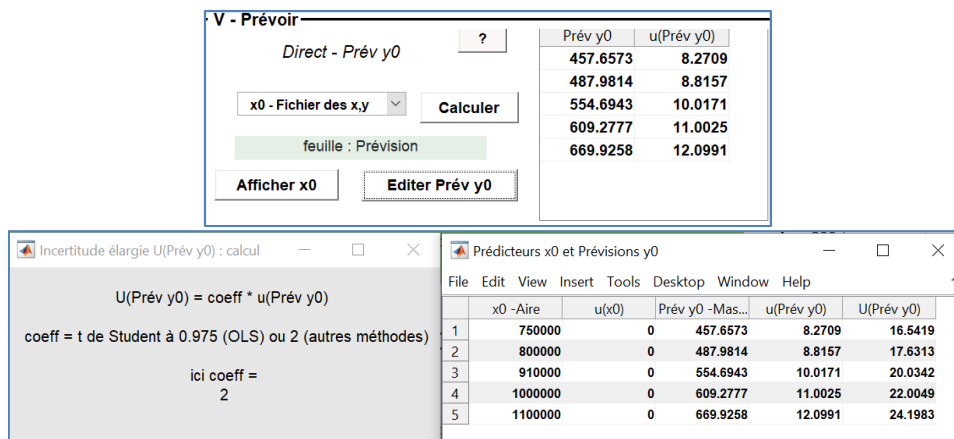 V - Prévoir
Direct - Prév y0
?
x0 - Fichier des x,y
Calculer
feuille : Prévision
Afficher x0
Editer Prév y0
Prév y0 u(Prév y0)
457.6573 8.2709
487.9814 8.8157
554.6943 10.0171
609.2777 11.0025
669.9258 12.0991
Incertitude élargie U(Prév y0) : calcul
U(Prév y0) = coeff * u(Prév y0)
coeff = t de Student à 0.975 (OLS) ou 2 (autres méthodes)
ici coeff =
2
Prédicteurs x0 et Prévisions y0
File Edit View Insert Tools Desktop Window Help
x0 -Aire u(x0) Prév y0 -Mas... u(Prév y0) U(Prév y0)
1 750000 0 457.6573 8.2709 16.5419
2 800000 0 487.9814 8.8157 17.6313
3 910000 0 554.6943 10.0171 20.0342
4 1000000 0 609.2777 11.0025 22.0049
5 1100000 0 669.9258 12.0991 24.1983